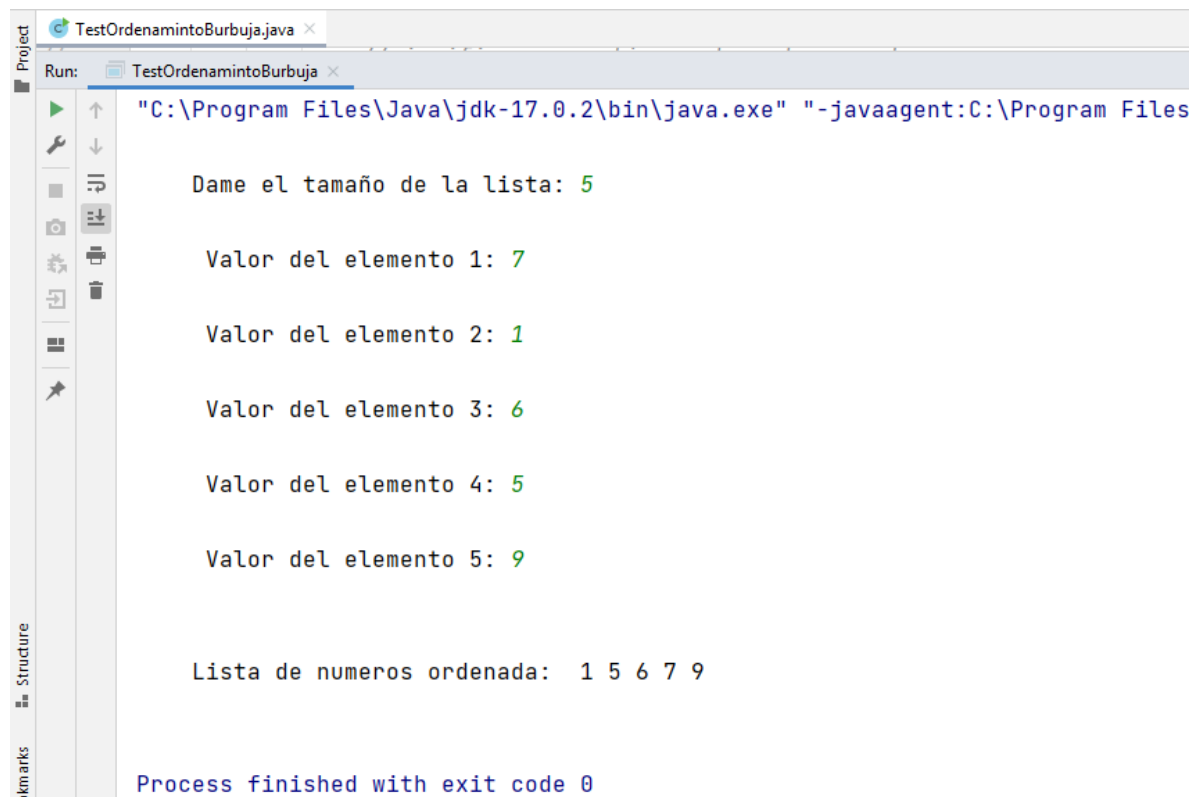 Project
TestOrdenamintoBurbuja.java
Run: TestOrdenamintoBurbuja
"C:\Program Files\Java\jdk-17.0.2\bin\java.exe" "-javaagent:C:\Program Files
Dame el tamaño de la lista: 5
Valor del elemento 1: 7
Valor del elemento 2: 1
Valor del elemento 3: 6
Valor del elemento 4: 5
Valor del elemento 5: 9
Structure
Lista de numeros ordenada: 1 5 6 7 9
Process finished with exit code 0